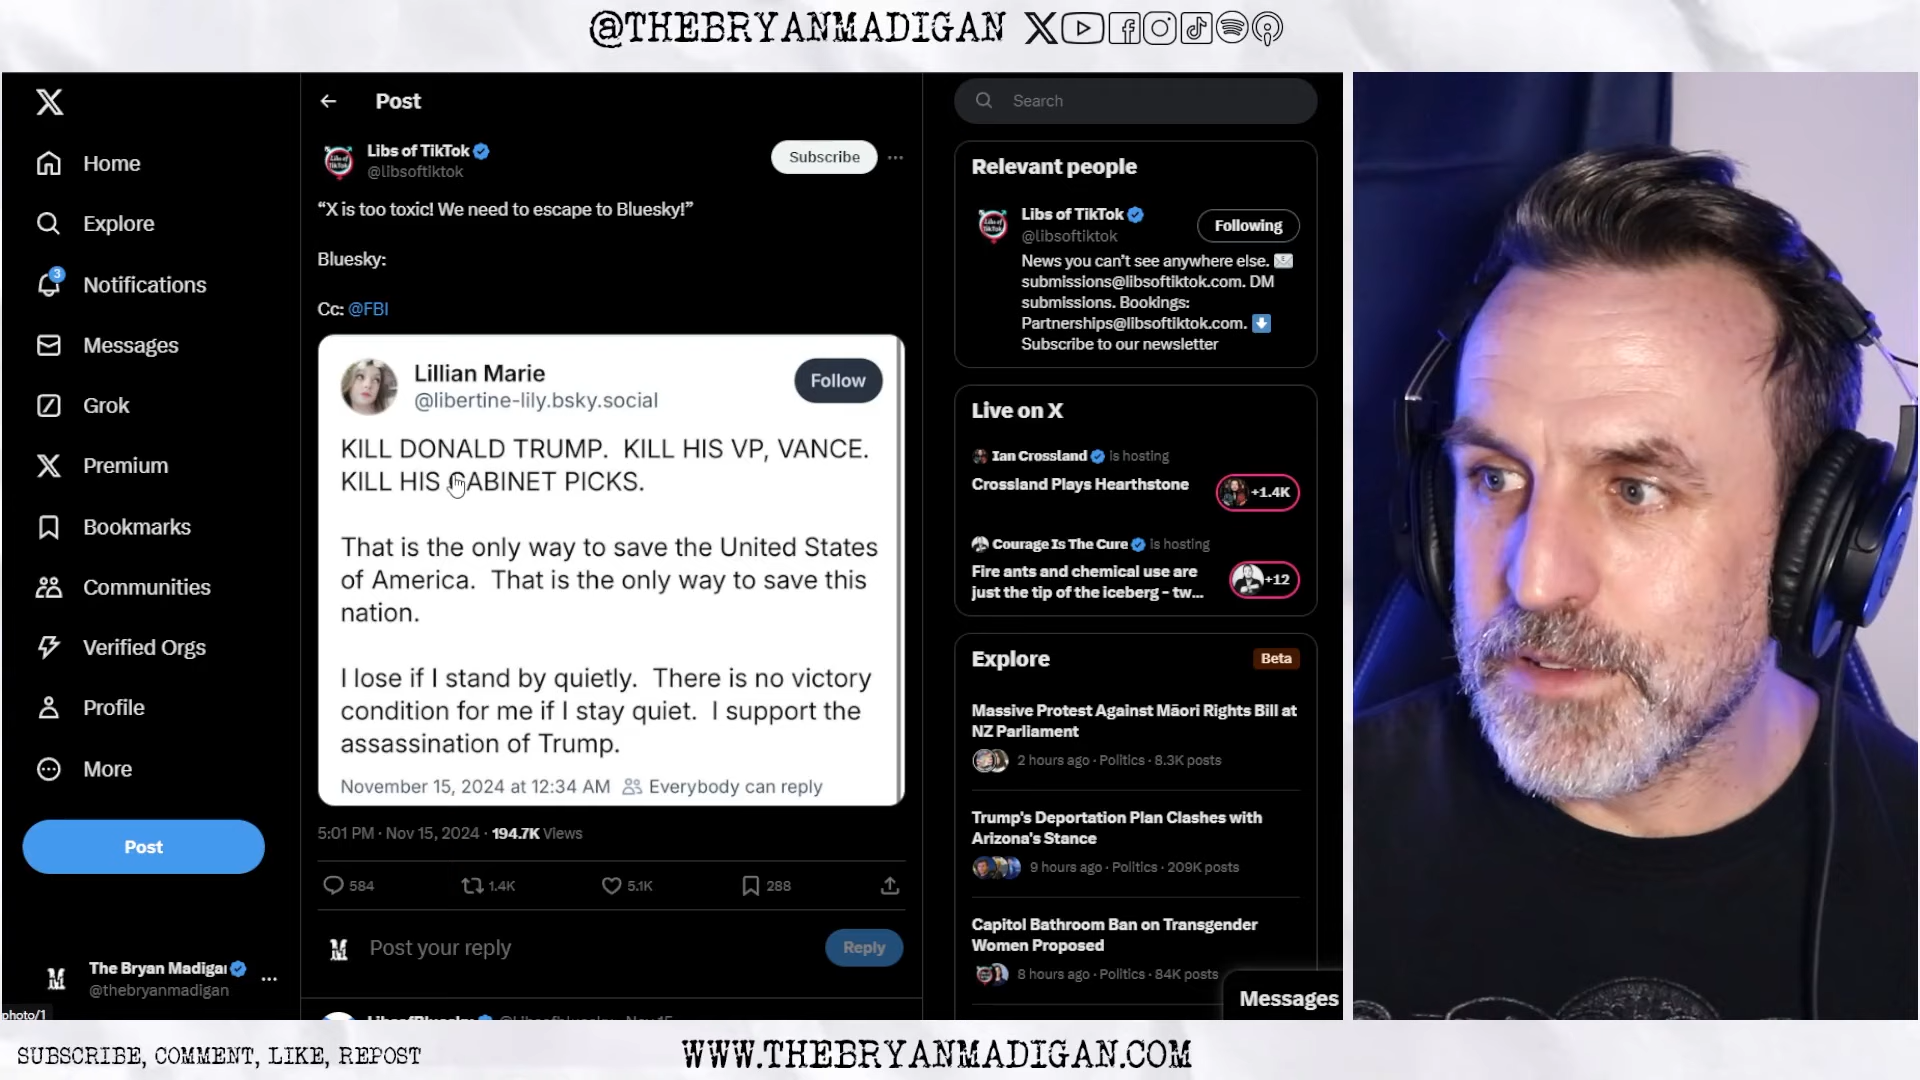 @THEBRYANMADIGAN
Post
Search
Home
Explore
Notifications
3
Messages
Grok
Premium
Bookmarks
Communities
Verified Orgs
Profile
More
Post
The Bryan Madigan
@thebryanmadigan
photo/1
Libs of TikTok
@libsoftiktok
Subscribe
“X is too toxic! We need to escape to Bluesky!”
Bluesky:
Cc: @FBI
Lillian Marie
@libertine-lily.bsky.social
Follow
KILL DONALD TRUMP. KILL HIS VP, VANCE.
KILL HIS CABINET PICKS.
That is the only way to save the United States
of America. That is the only way to save this
nation.
I lose if I stand by quietly. There is no victory
condition for me if I stay quiet. I support the
assassination of Trump.
November 15, 2024 at 12:34 AM Everybody can reply
5:01 PM · Nov 15, 2024 · 194.7K Views
584 1.4K 5.1K 288
Post your reply
Reply
Relevant people
Libs of TikTok
@libsoftiktok
Following
News you can’t see anywhere else.
submissions@libsoftiktok.com. DM
submissions. Bookings:
Partnerships@libsoftiktok.com.
Subscribe to our newsletter
Live on X
Ian Crossland is hosting
Crossland Plays Hearthstone
+1.4K
Courage Is The Cure is hosting
Fire ants and chemical use are
just the tip of the iceberg - tw...
+12
Explore
Beta
Massive Protest Against Māori Rights Bill at
NZ Parliament
2 hours ago · Politics · 8.3K posts
Trump's Deportation Plan Clashes with
Arizona's Stance
9 hours ago · Politics · 209K posts
Capitol Bathroom Ban on Transgender
Women Proposed
8 hours ago · Politics · 84K posts
Messages
SUBSCRIBE, COMMENT, LIKE, REPOST
WWW.THEBRYANMADIGAN.COM